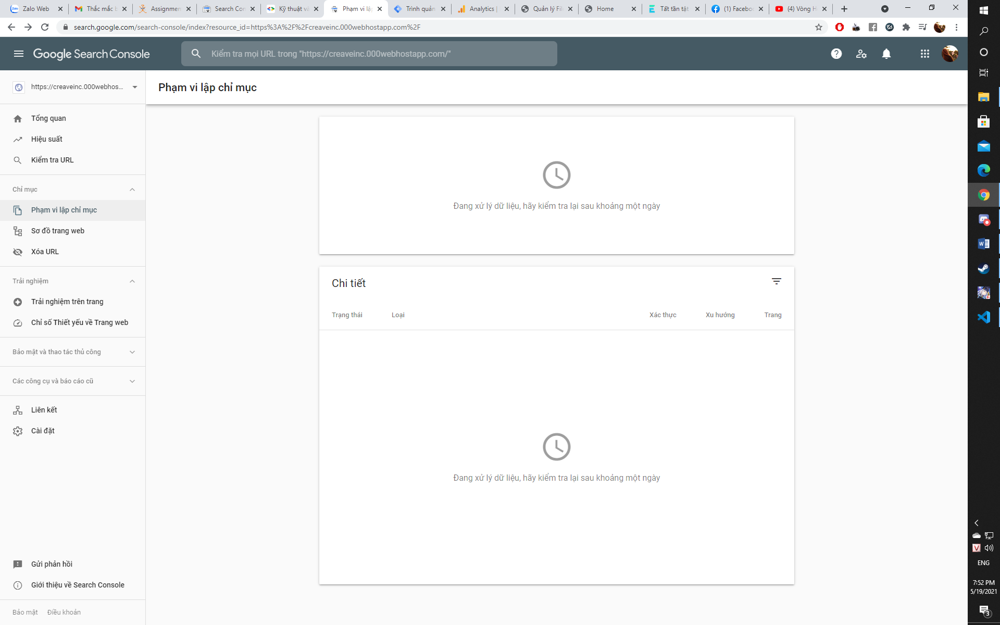 Zalo Web
Thắc mắc b
Assignmen
Search Con
Kỹ thuật và
Phạm vi lậ
Trình quản
Analytics |
Quản lý Fil
Home
Tất tần tật
(1) Faceboo
(4) Vòng H
search.google.com/search-console/index?resource_id=https%3A%2F%2Fcreaveinc.000webhostapp.com%2F
Google Search Console
Kiểm tra mọi URL trong "https://creaveinc.000webhostapp.com/"
https://creaveinc.000webhos...
Phạm vi lập chỉ mục
Tổng quan
Hiệu suất
Kiểm tra URL
Chỉ mục
Phạm vi lập chỉ mục
Sơ đồ trang web
Xóa URL
Trải nghiệm
Trải nghiệm trên trang
Chỉ số Thiết yếu về Trang web
Bảo mật và thao tác thủ công
Các công cụ và báo cáo cũ
Liên kết
Cài đặt
Gửi phản hồi
Giới thiệu về Search Console
Bảo mật Điều khoản
Đang xử lý dữ liệu, hãy kiểm tra lại sau khoảng một ngày
Chi tiết
Trạng thái Loại Xác thực Xu hướng Trang
Đang xử lý dữ liệu, hãy kiểm tra lại sau khoảng một ngày
ENG
7:52 PM
5/19/2021
3